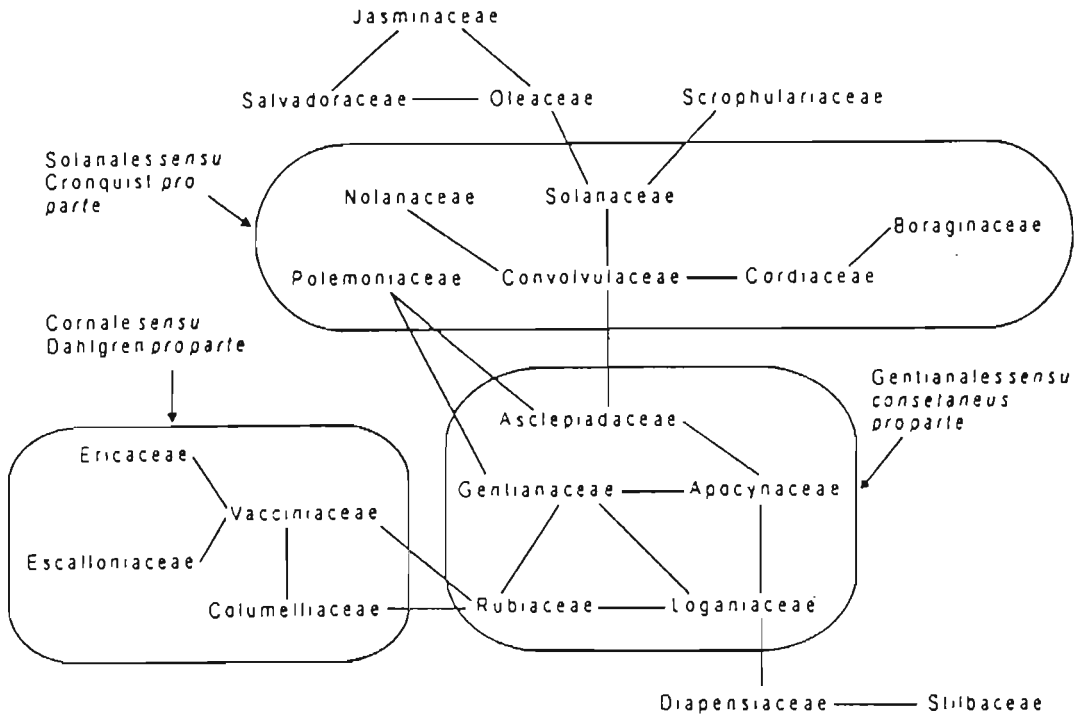 Jasminaceae
Salvadoraceae
Oleaceae
Scrophulariaceae
Solanales sensu
Cronquist pro
parte
Nolanaceae
Solanaceae
Boraginaceae
Polemoniaceae
Convolvulaceae
Cordiaceae
Cornale sensu
Dahlgren pro parte
Gentianales sensu
consetaneus
pro parte
Asclepiadaceae
Ericaceae
Gentianaceae
Apocynaceae
Vacciniaceae
Escalloniaceae
Columelliaceae
Rubiaceae
Loganiaceae
Diapensiaceae
Stilbaceae